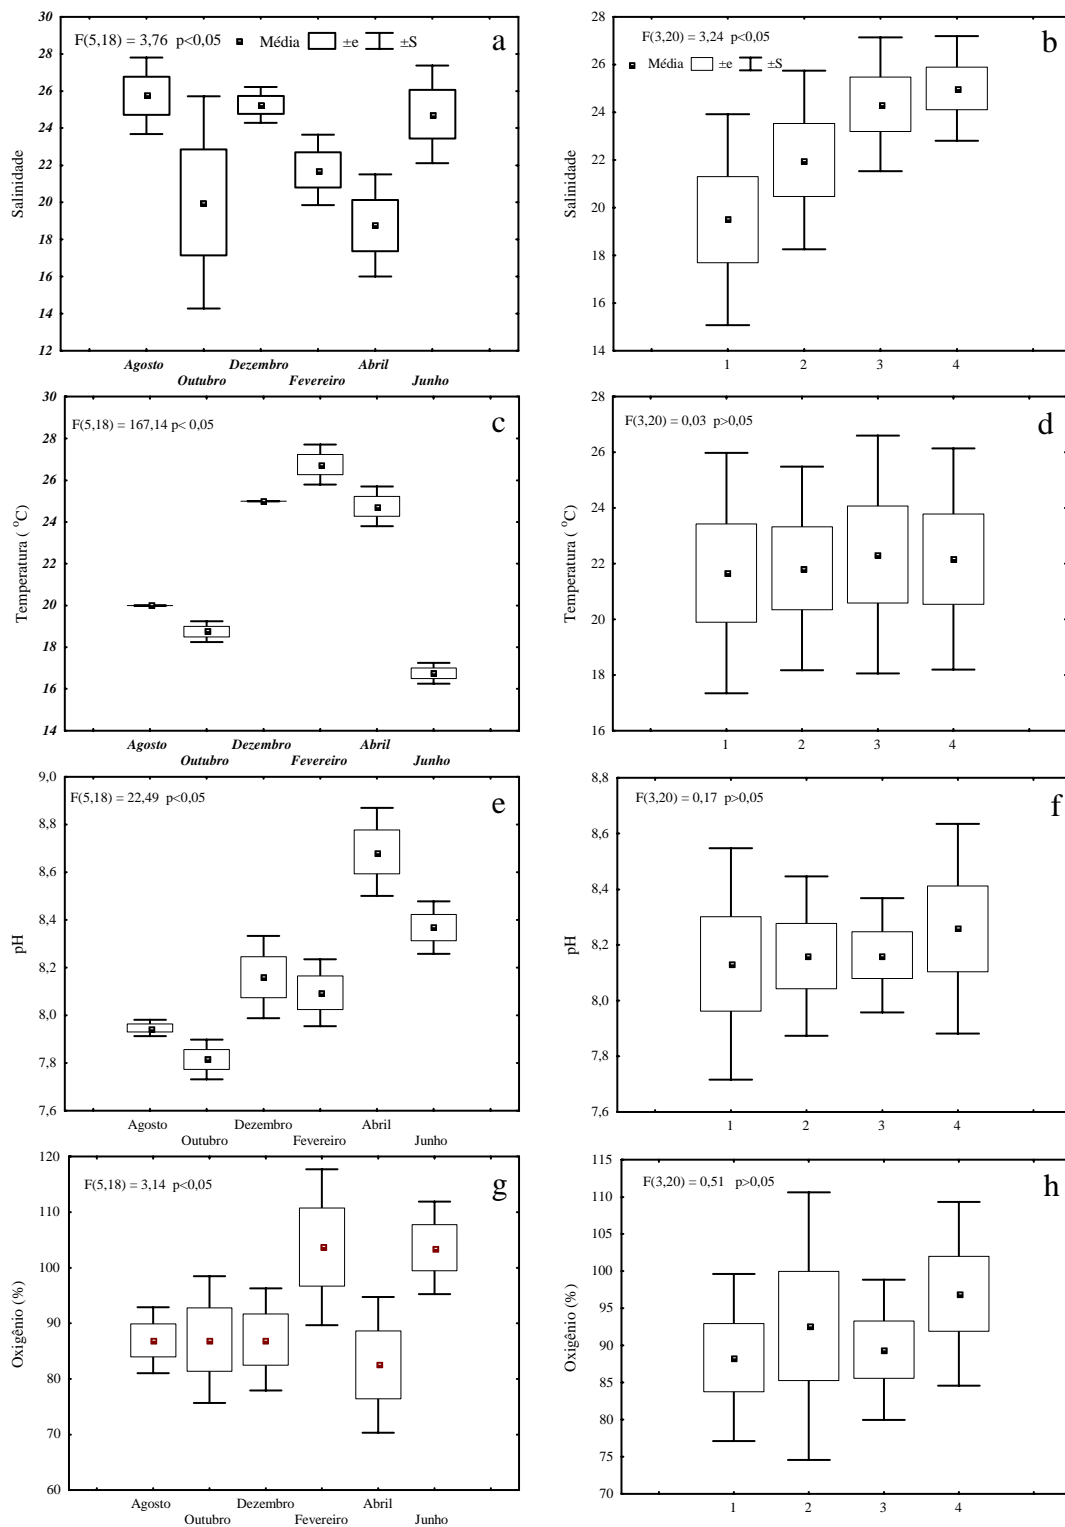 a
F(5,18) = 3,76 p<0,05 Média ±e ±S
Salinidade
30
28
26
24
22
20
18
16
14
12
Agosto Dezembro Abril
Outubro Fevereiro Junho
b
F(3,20) = 3,24 p<0,05
Média ±e ±S
Salinidade
28
26
24
22
20
18
16
14
1 2 3 4
c
F(5,18) = 167,14 p< 0,05
Temperatura ( °C)
30
28
26
24
22
20
18
16
14
Agosto Dezembro Abril
Outubro Fevereiro Junho
d
F(3,20) = 0,03 p>0,05
Temperatura ( °C)
28
26
24
22
20
18
16
1 2 3 4
e
F(5,18) = 22,49 p<0,05
pH
9,0
8,8
8,6
8,4
8,2
8,0
7,8
7,6
Agosto Dezembro Abril
Outubro Fevereiro Junho
f
F(3,20) = 0,17 p>0,05
pH
8,8
8,6
8,4
8,2
8,0
7,8
7,6
1 2 3 4
g
F(5,18) = 3,14 p<0,05
Oxigênio (%)
120
110
100
90
80
70
60
Agosto Dezembro Abril
Outubro Fevereiro Junho
h
F(3,20) = 0,51 p>0,05
Oxigênio (%)
115
110
105
100
95
90
85
80
75
70
1 2 3 4